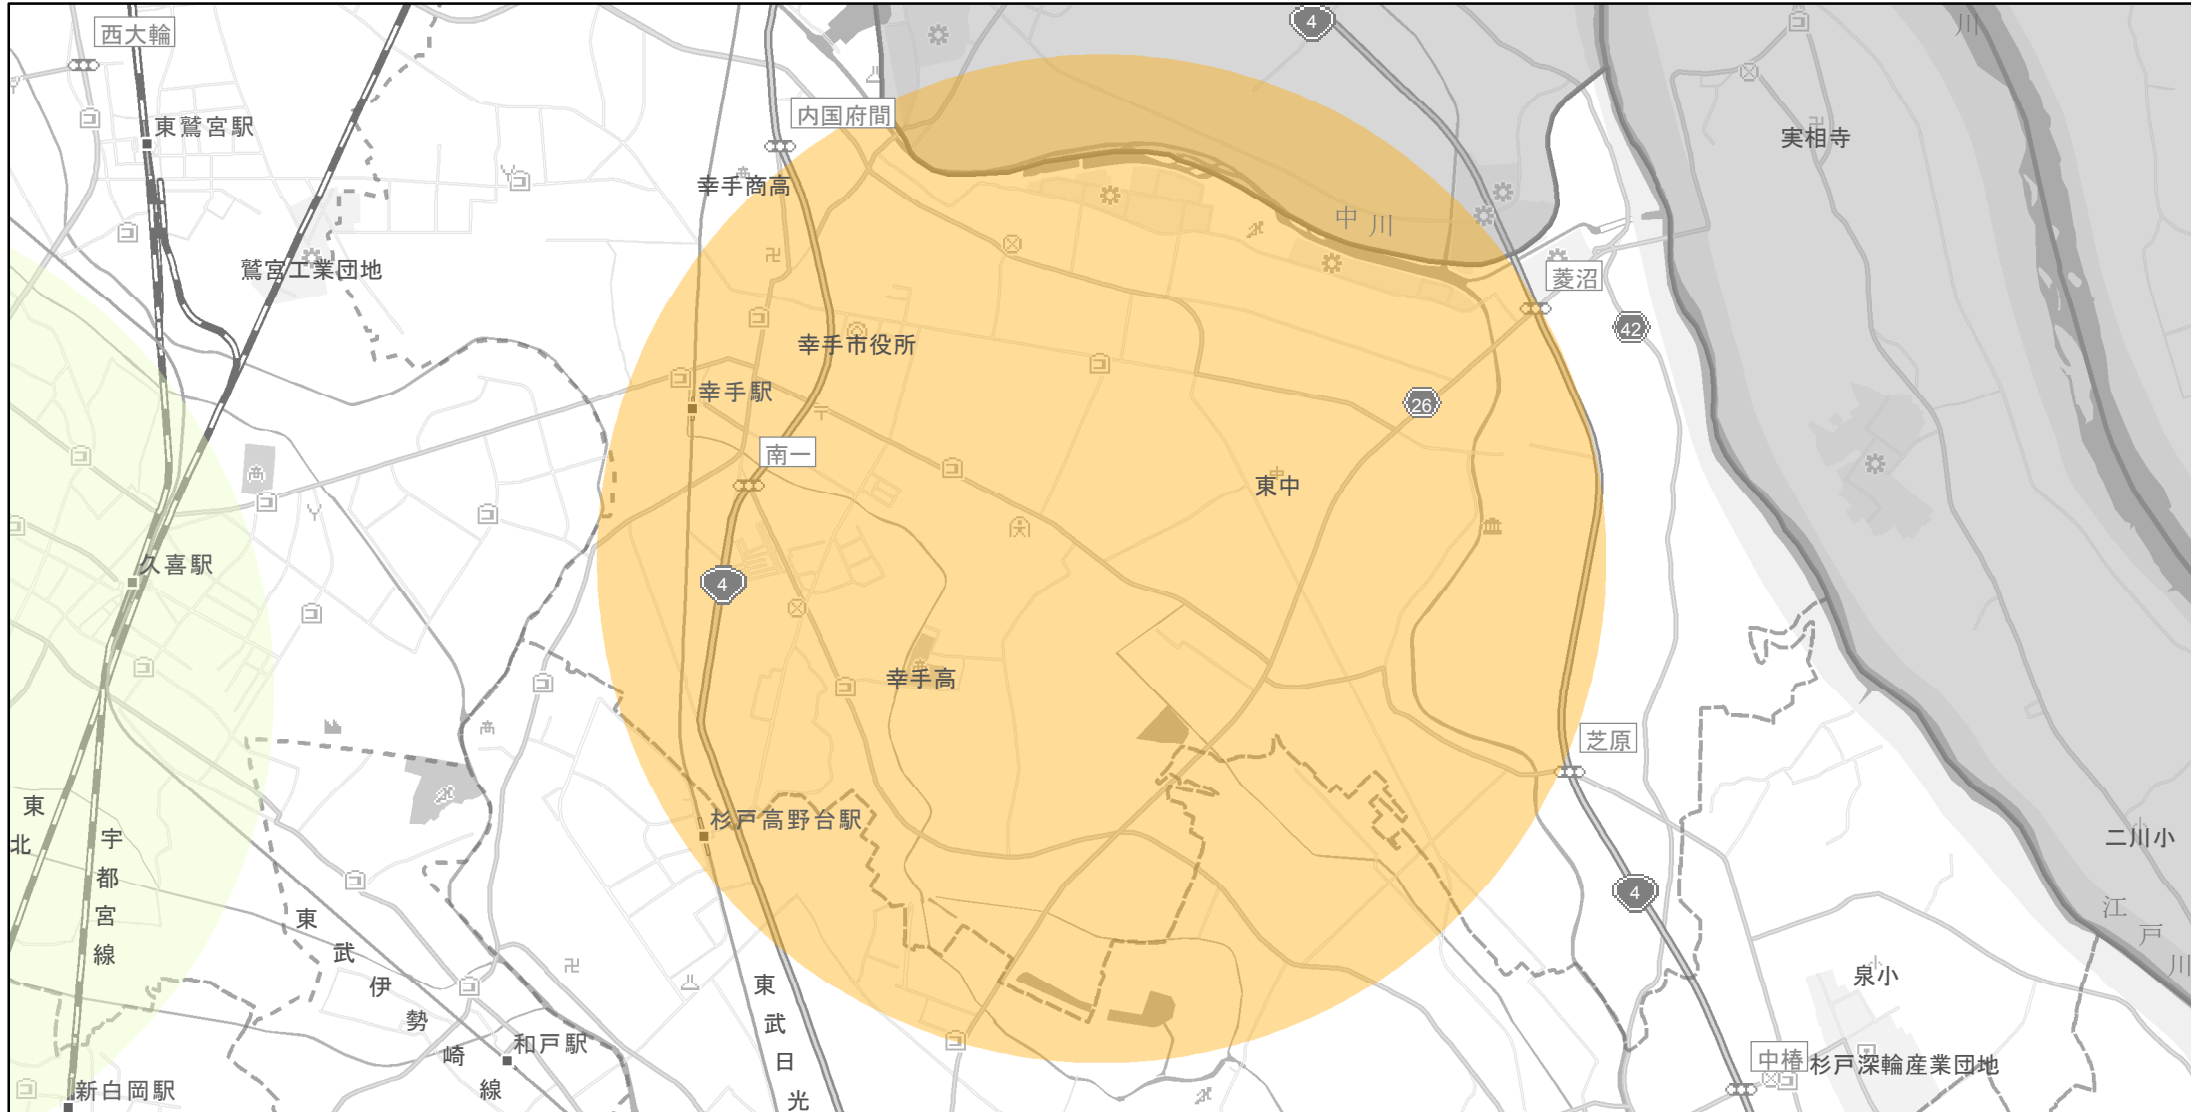 西大輪
4
川
内国府間
東鷲宮駅
実相寺
幸手商高
中川
鷲宮工業団地
菱沼
42
幸手市役所
幸手駅
26
南一
東中
久喜駅
4
幸手高
芝原
杉戸高野台駅
東北
宇都宮線
二川小
4
東武伊勢崎線
江戸川
泉小
東武日光
和戸駅
中椿
杉戸深輪産業団地
新白岡駅